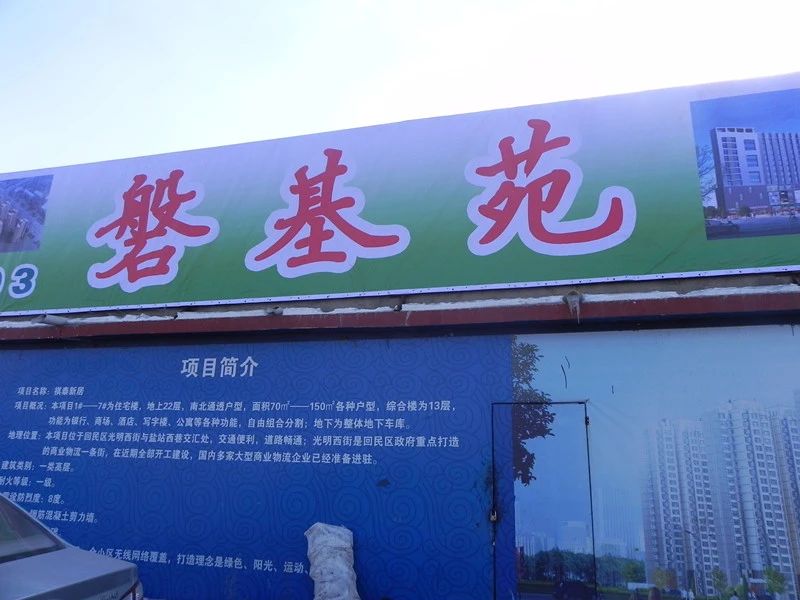 磐基苑
03
项目简介
项目名称：祺泰新居
项目概况：本项目1#——7#为住宅楼，地上22层，南北通透户型，面积70㎡——150㎡各种户型，综合楼为13层，
功能为银行、商场、酒店、写字楼、公寓等各种功能，自由组合分割；地下为整体地下车库。
地理位置：本项目位于回民区光明西街与盐站西巷交汇处，交通便利，道路畅通；光明西街是回民区政府重点打造
的商业物流一条街，在近期全部开工建设，国内多家大型商业物流企业已经准备进驻。
建筑类别：一类高层。
耐火等级：一级。
设防烈度：8度。
钢筋混凝土剪力墙。
全小区无线网络覆盖，打造理念是绿色、阳光、运动、